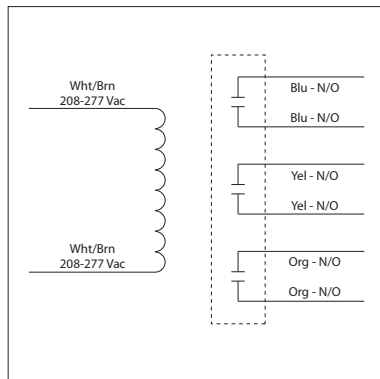 Wht/Brn
208-277 Vac
Wht/Brn
208-277 Vac
Blu - N/O
Blu - N/O
Yel - N/O
Yel - N/O
Org - N/O
Org - N/O